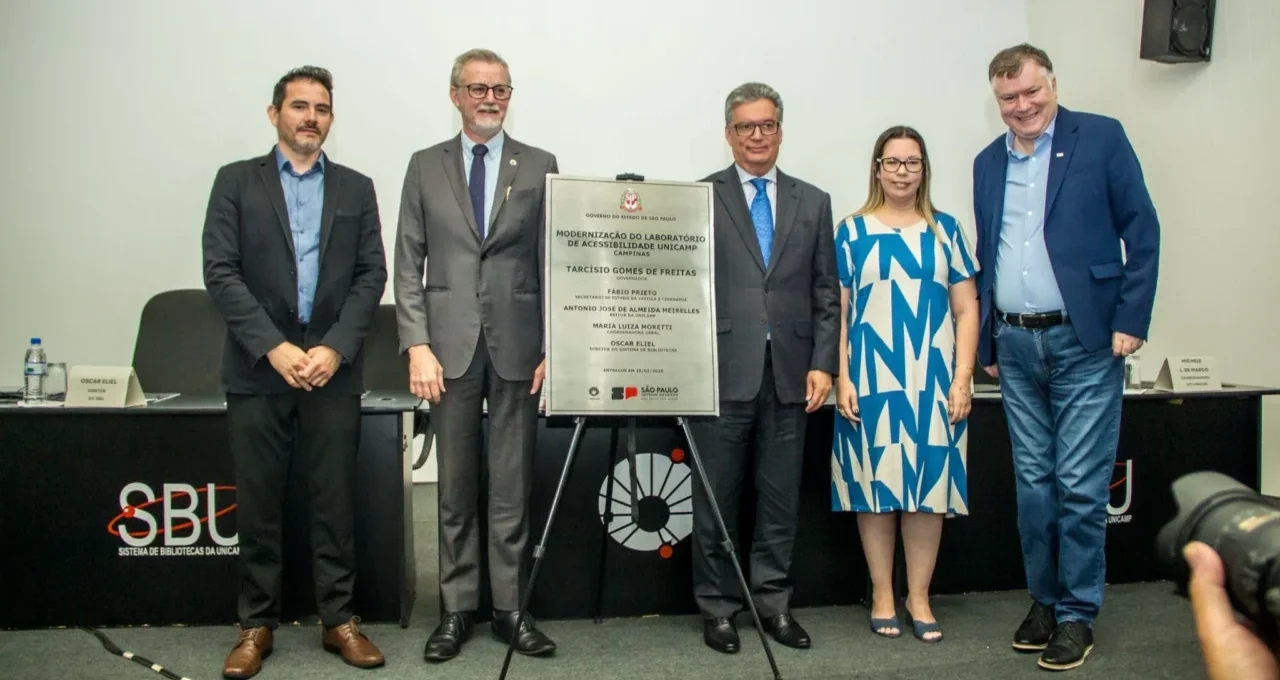 GOVERNO DO ESTADO DE SÃO PAULO
MODERNIZAÇÃO DO LABORATÓRIO
DE ACESSIBILIDADE UNICAMP
CAMPINAS
TARCÍSIO GOMES DE FREITAS
GOVERNADOR
FÁBIO PRIETO
SECRETÁRIO DE ESTADO DA JUSTIÇA E CIDADANIA
ANTONIO JOSÉ DE ALMEIDA MEIRELLES
REITOR DA UNICAMP
MARIA LUIZA MORETTI
COORDENADORA GERAL
OSCAR ELIEL
DIRETOR DO SISTEMA DE BIBLIOTECAS
SP
SÃO PAULO
OSCAR ELIEL
DIRETOR
SBU
SISTEMA DE BIBLIOTECAS DA UNICAMP
U
UNICAMP